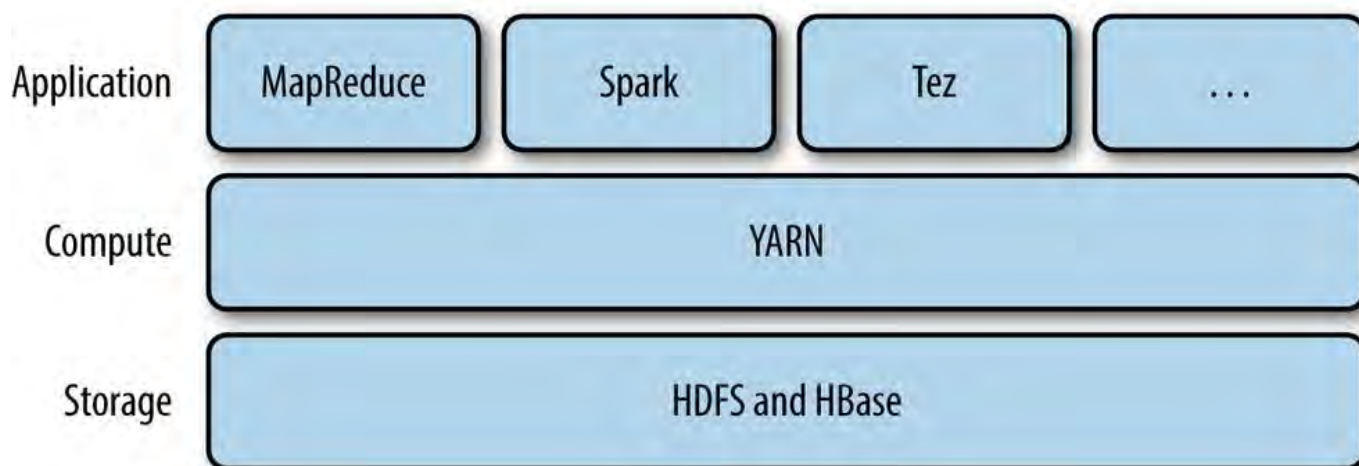 Application MapReduce Spark Tez ...
Compute YARN
Storage HDFS and HBase